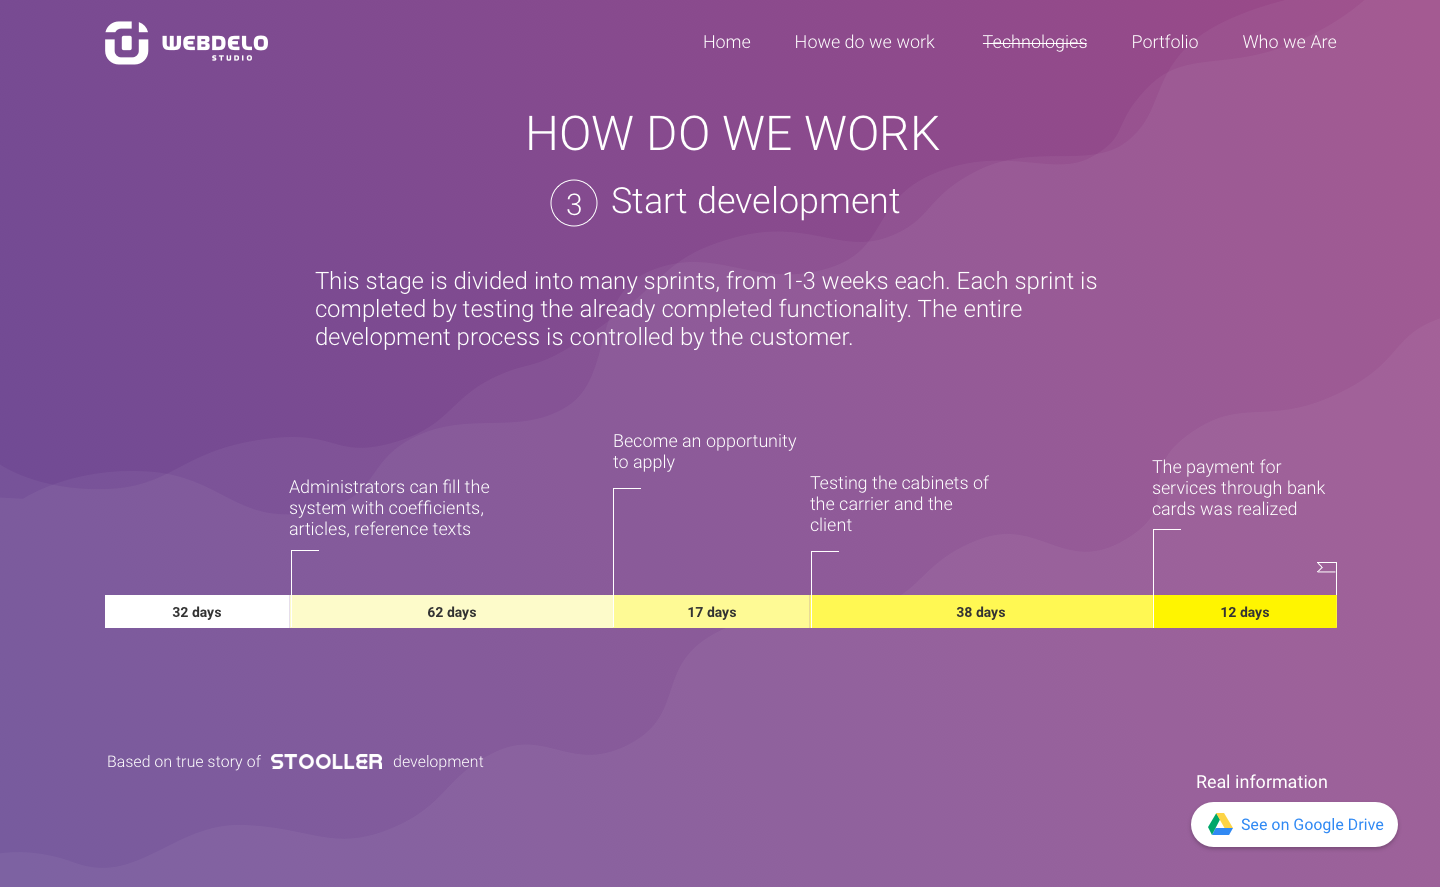 WEBDELO
STUDIO
Home Howe do we work Technologies Portfolio Who we Are
HOW DO WE WORK
3 Start development
This stage is divided into many sprints, from 1-3 weeks each. Each sprint is
completed by testing the already completed functionality. The entire
development process is controlled by the customer.
Administrators can fill the
system with coefficients,
articles, reference texts
Become an opportunity
to apply
Testing the cabinets of
the carrier and the
client
The payment for
services through bank
cards was realized
32 days 62 days 17 days 38 days 12 days
Based on true story of STOOLLER development
Real information
See on Google Drive